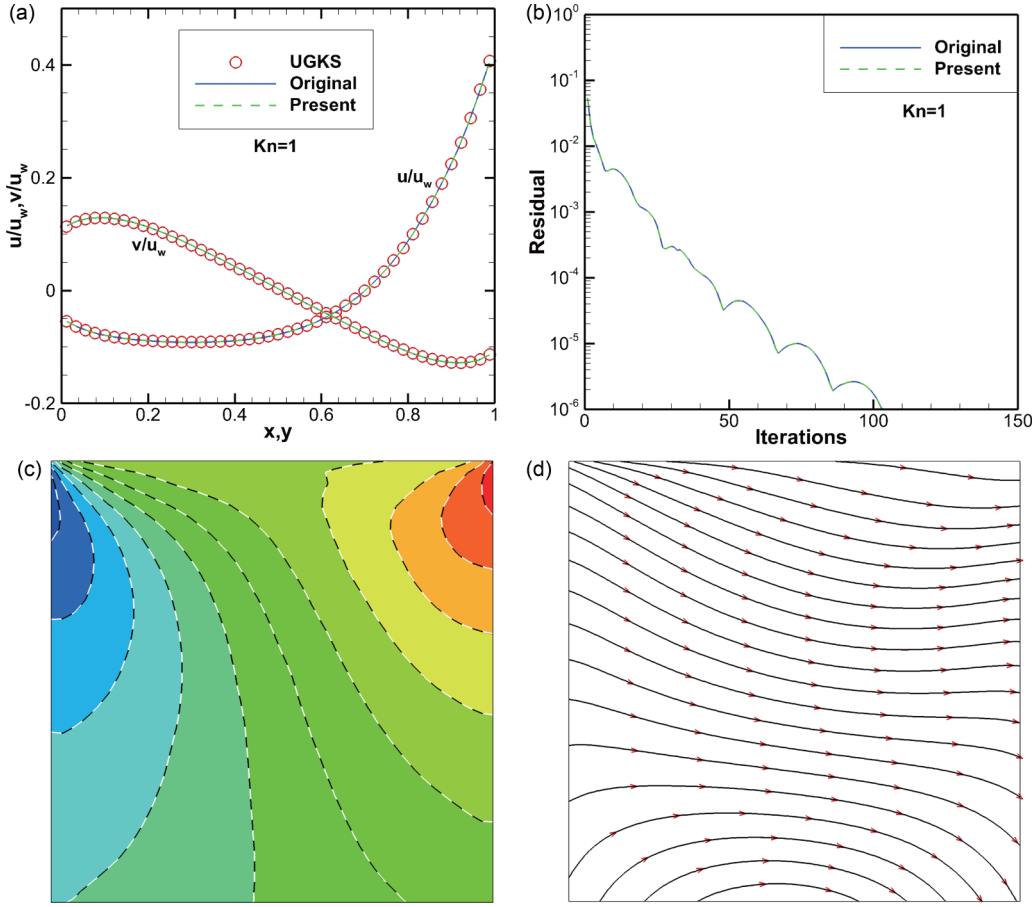 (a)
0.4
0.2
0
-0.2
u/u_w,v/u_w
UGKS
Original
Present
Kn=1
u/u_w
v/u_w
0
0.2
0.4
0.6
0.8
1
x,y
(b)
10^0
10^-1
10^-2
10^-3
10^-4
10^-5
10^-6
Residual
Original
Present
Kn=1
0
50
100
150
Iterations
(c)
(d)